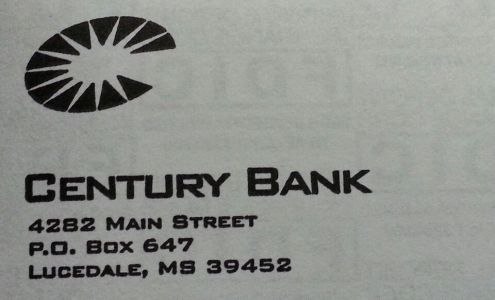 CENTURY BANK
4282 MAIN STREET
P.O. BOX 647
LUCEDALE, MS 39452